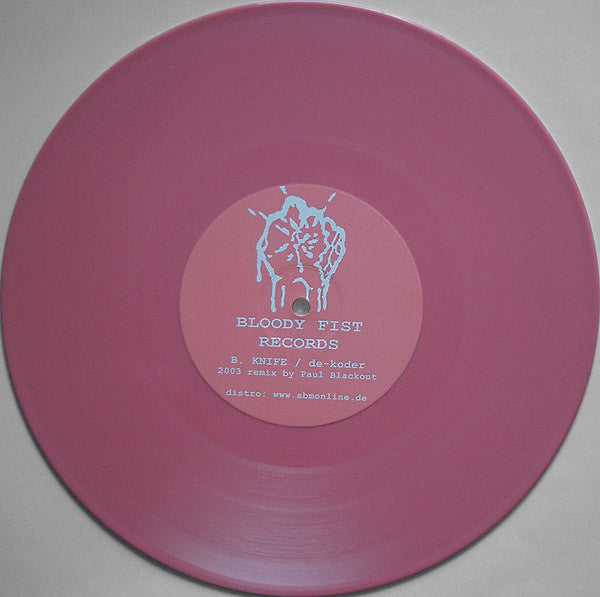 BLOODY FIST
RECORDS
B. KNIFE / de-koder
2003 remix by Paul Blackout
distro: www.sbmonline.de